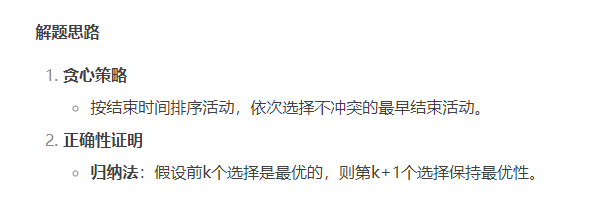 解题思路
1. 贪心策略
按结束时间排序活动，依次选择不冲突的最早结束活动。
2. 正确性证明
归纳法：假设前k个选择是最优的，则第k+1个选择保持最优性。